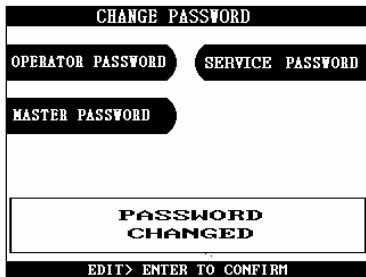 CHANGE PASSWORD
OPERATOR PASSWORD
SERVICE PASSWORD
MASTER PASSWORD
PASSWORD
CHANGED
EDIT> ENTER TO CONFIRM